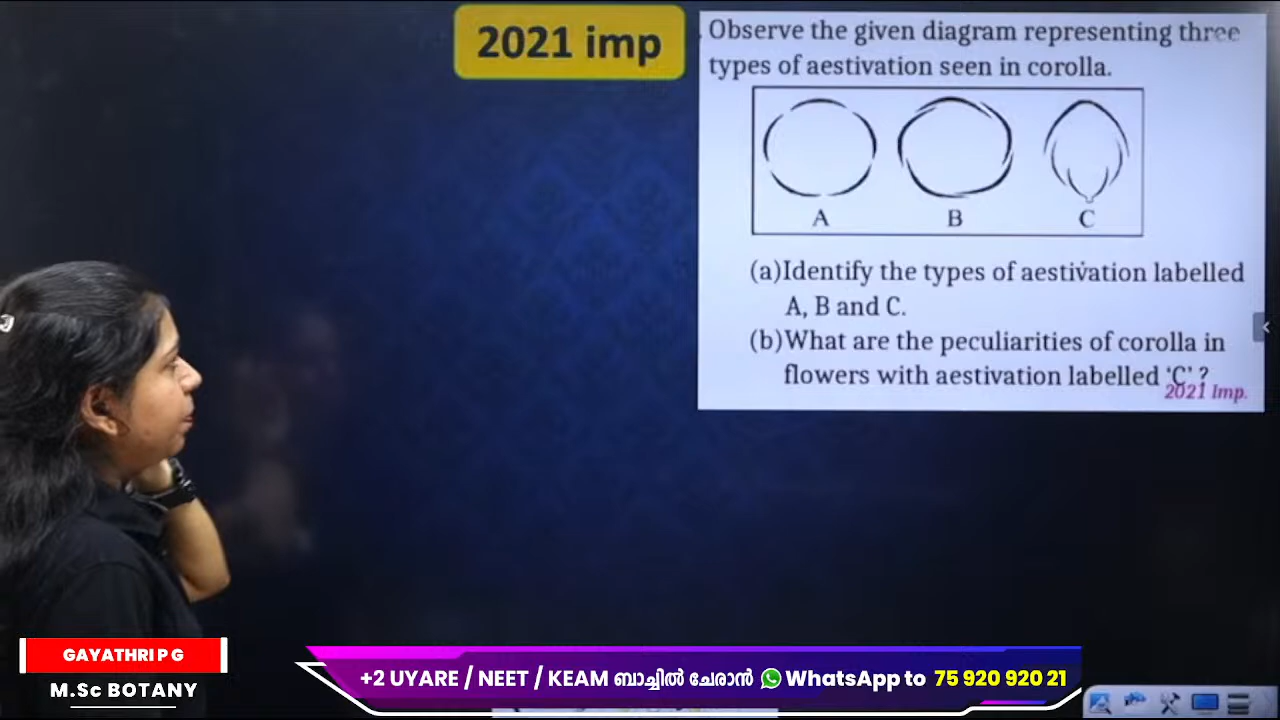 2021 imp
Observe the given diagram representing three
types of aestivation seen in corolla.
A B C
(a)Identify the types of aestivation labelled
A, B and C.
(b)What are the peculiarities of corolla in
flowers with aestivation labelled ‘C’ ?
2021 Imp.
GAYATHRI P G
M.Sc BOTANY
+2 UYARE / NEET / KEAM ബാച്ചിൽ ചേരാൻ WhatsApp to 75 920 920 21